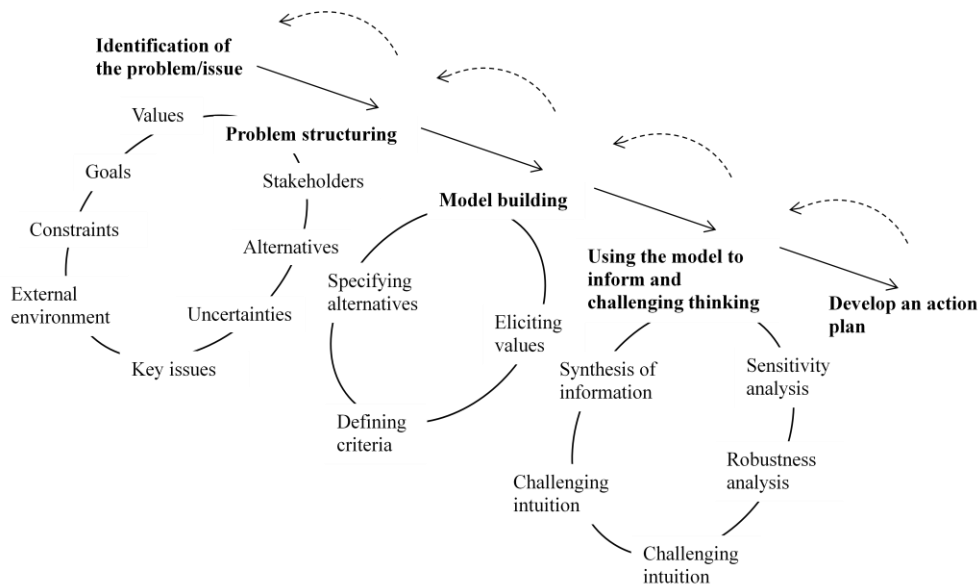 Identification of
the problem/issue
Values
Problem structuring
Goals
Stakeholders
Model building
Constraints
Alternatives
Using the model to
inform and
challenging thinking
Specifying
alternatives
External
environment
Uncertainties
Develop an action
plan
Eliciting
values
Key issues
Synthesis of
information
Sensitivity
analysis
Defining
criteria
Robustness
analysis
Challenging
intuition
Challenging
intuition